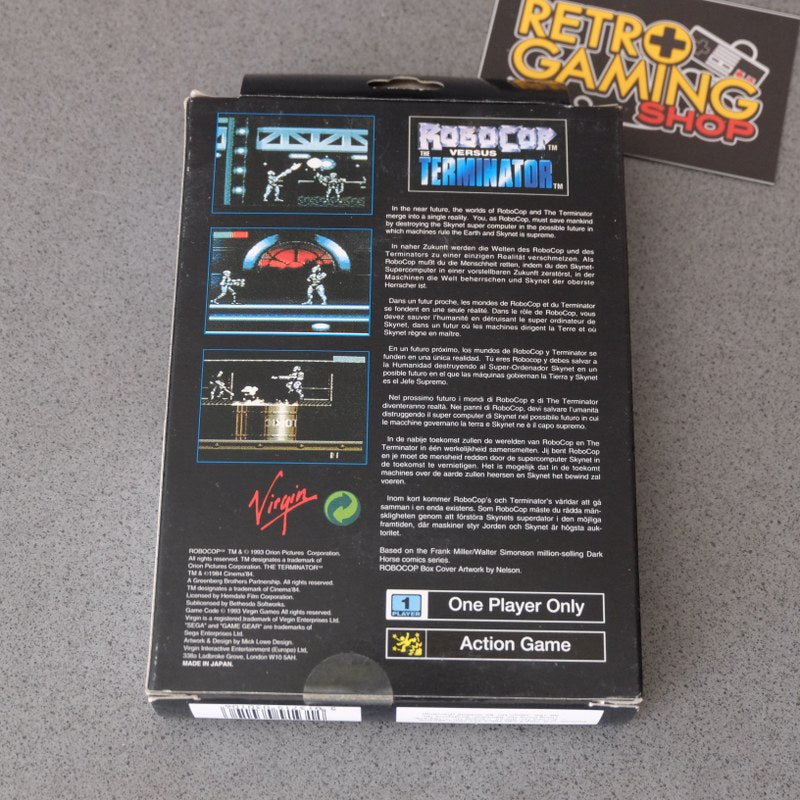 RETRO
GAMING
SHOP
ROBOCOP™
VERSUS
THE TERMINATOR™
In the near future, the worlds of RoboCop and The Terminator
merge into a single reality. You, as RoboCop, must save mankind
by destroying the Skynet super computer in the possible future in
which machines rule the Earth and Skynet is supreme.
In naher Zukunft werden die Welten des RoboCop und des
Terminators zu einer einzigen Realität verschmelzen. Als
RoboCop mußt du die Menschheit retten, indem du den Skynet-
Supercomputer in einer vorstellbaren Zukunft zerstörst, in der
Maschinen die Welt beherrschen und Skynet der oberste
Herrscher ist.
Dans un futur proche, les mondes de RoboCop et du Terminator
se fondent en une seule réalité. Dans le rôle de RoboCop, vous
devez sauver l'humanité en détruisant le super ordinateur de
Skynet, dans un futur où les machines dirigent la Terre et où
Skynet règne en maître.
En un futuro próximo, los mundos de RoboCop y Terminator se
funden en una única realidad. Tú eres Robocop y debes salvar a
la Humanidad destruyendo al Super-Ordenador Skynet en un
posible futuro en el que las máquinas gobiernan la Tierra y Skynet
es el Jefe Supremo.
Nel prossimo futuro i mondi di RoboCop e di The Terminator
diventeranno realtà. Nei panni di RoboCop, devi salvare l'umanità
distruggendo il super computer di Skynet nel possibile futuro in cui
le macchine governano la terra e Skynet ne è il capo supremo.
In de nabije toekomst zullen de werelden van RoboCop en The
Terminator in één werkelijkheid samensmelten. Jij bent RoboCop
en je moet de mensheid redden door de supercomputer Skynet in
de toekomst te vernietigen. Het is mogelijk dat in de toekomst
machines over de aarde zullen heersen en Skynet het bewind zal
voeren.
Inom kort kommer RoboCop's och Terminator's världar att gå
samman i en enda existens. Som RoboCop måste du rädda män-
skligheten genom att förstöra Skynets superdator i den möjliga
framtiden, där maskiner styr Jorden och Skynet är högsta auk-
toritet.
Based on the Frank Miller/Walter Simonson million-selling Dark
Horse comics series.
ROBOCOP Box Cover Artwork by Nelson.
Virgin
ROBOCOP™ TM & © 1993 Orion Pictures Corporation.
All rights reserved. TM designates a trademark of
Orion Pictures Corporation. THE TERMINATOR™
TM & ©1984 Cinema'84.
A Greenberg Brothers Partnership. All rights reserved.
TM designates a trademark of Cinema'84.
Licensed by Hemdale Film Corporation.
Sublicensed by Bethesda Softworks.
Game Code © 1993 Virgin Games All rights reserved.
Virgin is a registered trademark of Virgin Enterprises Ltd.
"SEGA" and "GAME GEAR" are trademarks of
Sega Enterprises Ltd.
Artwork & Design by Mick Lowe Design.
Virgin Interactive Entertainment (Europe) Ltd,
338a Ladbroke Grove, London W10 5AH.
MADE IN JAPAN.
1
PLAYER
One Player Only
Action Game